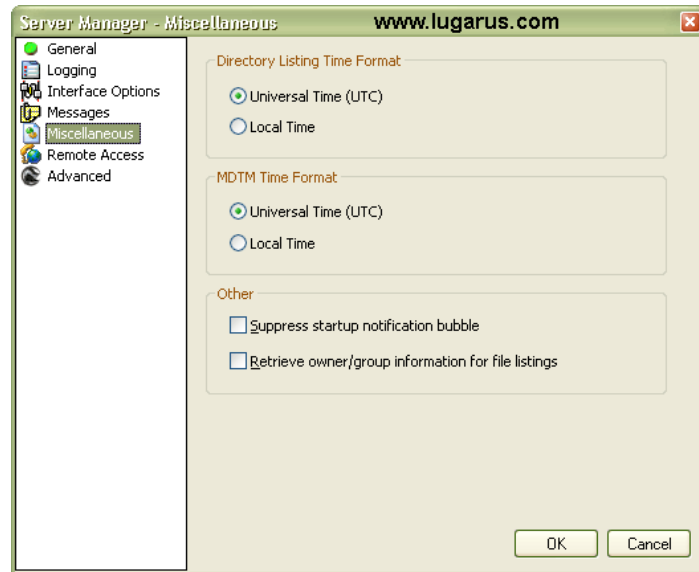 Server Manager - Miscellaneous
www.lugarus.com
General
Logging
Interface Options
Messages
Miscellaneous
Remote Access
Advanced
Directory Listing Time Format
Universal Time (UTC)
Local Time
MDTM Time Format
Universal Time (UTC)
Local Time
Other
Suppress startup notification bubble
Retrieve owner/group information for file listings
OK
Cancel